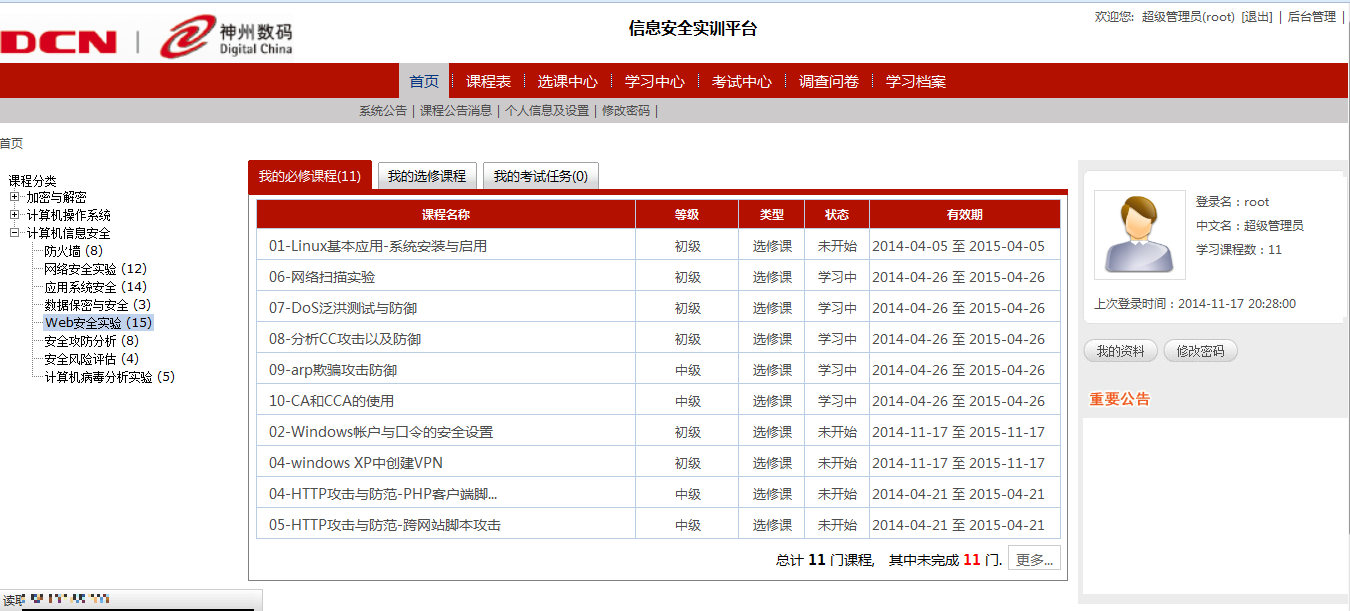 欢迎您: 超级管理员(root) [退出] | 后台管理 |
DCN | 神州数码
Digital China
信息安全实训平台
首页 课程表 选课中心 学习中心 考试中心 调查问卷 学习档案
系统公告 | 课程公告消息 | 个人信息及设置 | 修改密码 |
首页
课程分类
加密与解密
计算机操作系统
计算机信息安全
防火墙 (8)
网络安全实验 (12)
应用系统安全 (14)
数据保密与安全 (3)
Web安全实验 (15)
安全攻防分析 (8)
安全风险评估 (4)
计算机病毒分析实验 (5)
我的必修课程(11) 我的选修课程 我的考试任务(0)
课程名称 等级 类型 状态 有效期
01-Linux基本应用-系统安装与启用 初级 选修课 未开始 2014-04-05 至 2015-04-05
06-网络扫描实验 初级 选修课 学习中 2014-04-26 至 2015-04-26
07-DoS泛洪测试与防御 初级 选修课 学习中 2014-04-26 至 2015-04-26
08-分析CC攻击以及防御 初级 选修课 学习中 2014-04-26 至 2015-04-26
09-arp欺骗攻击防御 中级 选修课 学习中 2014-04-26 至 2015-04-26
10-CA和CCA的使用 中级 选修课 学习中 2014-04-26 至 2015-04-26
02-Windows帐户与口令的安全设置 初级 选修课 未开始 2014-11-17 至 2015-11-17
04-windows XP中创建VPN 初级 选修课 未开始 2014-11-17 至 2015-11-17
04-HTTP攻击与防范-PHP客户端脚... 中级 选修课 未开始 2014-04-21 至 2015-04-21
05-HTTP攻击与防范-跨网站脚本攻击 中级 选修课 未开始 2014-04-21 至 2015-04-21
总计 11 门课程, 其中未完成 11 门. 更多...
登录名：root
中文名：超级管理员
学习课程数：11
上次登录时间：2014-11-17 20:28:00
我的资料 修改密码
重要公告
读取